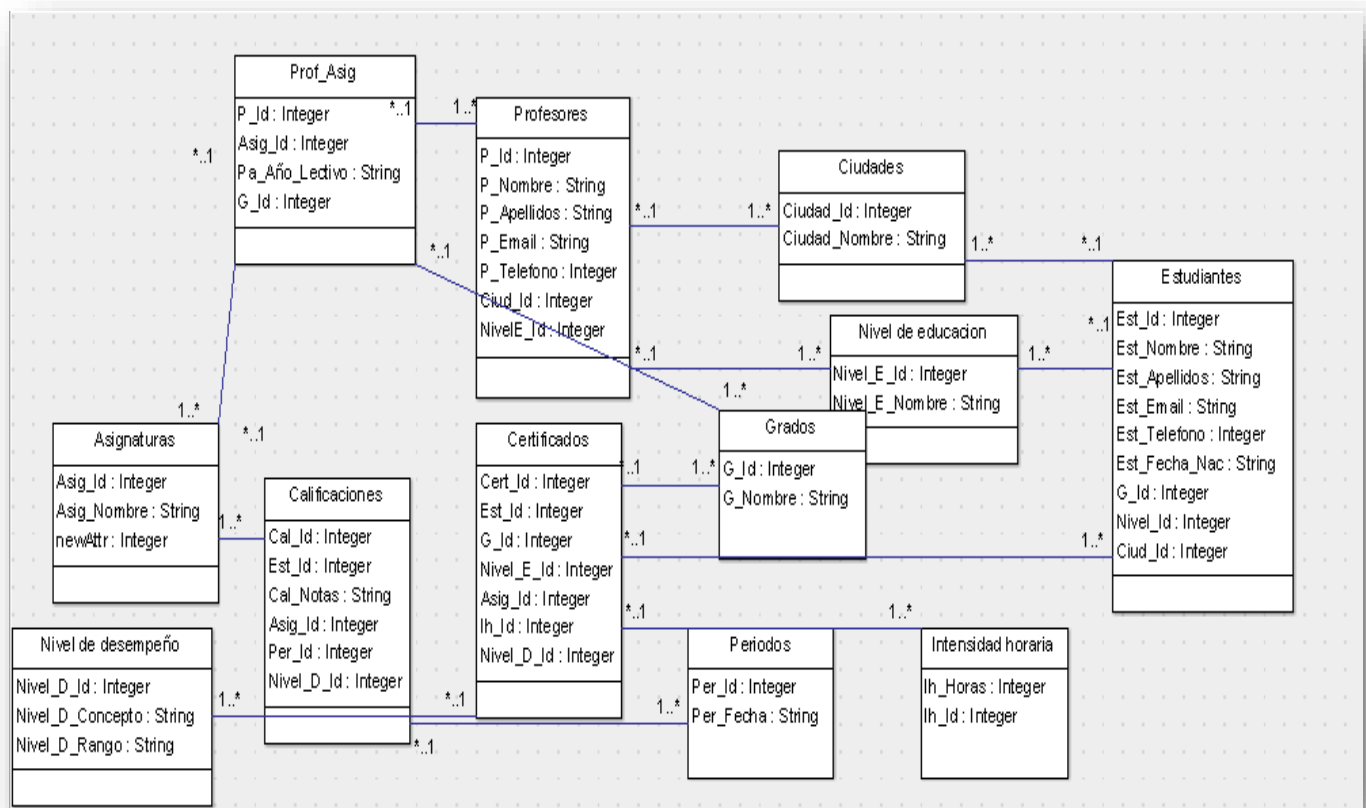 Prof_Asig
P_Id : Integer
Asig_Id : Integer
Pa_Año_Lectivo : String
G_Id : Integer
*..1
1..*
*..1
*..1
Profesores
P_Id : Integer
P_Nombre : String
P_Apellidos : String
P_Email : String
P_Telefono : Integer
Ciud_Id : Integer
NivelE_Id : Integer
*..1
1..*
*..1
1..*
Ciudades
Ciudad_Id : Integer
Ciudad_Nombre : String
1..*
*..1
Estudiantes
Est_Id : Integer
Est_Nombre : String
Est_Apellidos : String
Est_Email : String
Est_Telefono : Integer
Est_Fecha_Nac : String
G_Id : Integer
Nivel_Id : Integer
Ciud_Id : Integer
Nivel de educacion
Nivel_E_Id : Integer
Nivel_E_Nombre : String
1..*
*..1
1..*
Grados
G_Id : Integer
G_Nombre : String
1..*
*..1
Asignaturas
Asig_Id : Integer
Asig_Nombre : String
newAttr : Integer
1..*
*..1
Calificaciones
Cal_Id : Integer
Est_Id : Integer
Cal_Notas : String
Asig_Id : Integer
Per_Id : Integer
Nivel_D_Id : Integer
Certificados
Cert_Id : Integer
Est_Id : Integer
G_Id : Integer
Nivel_E_Id : Integer
Asig_Id : Integer
Ih_Id : Integer
Nivel_D_Id : Integer
..1
1..*
*..1
1..*
*..1
1..*
Nivel de desempeño
Nivel_D_Id : Integer
Nivel_D_Concepto : String
Nivel_D_Rango : String
1..*
*..1
*..1
1..*
Periodos
Per_Id : Integer
Per_Fecha : String
Intensidad horaria
Ih_Horas : Integer
Ih_Id : Integer